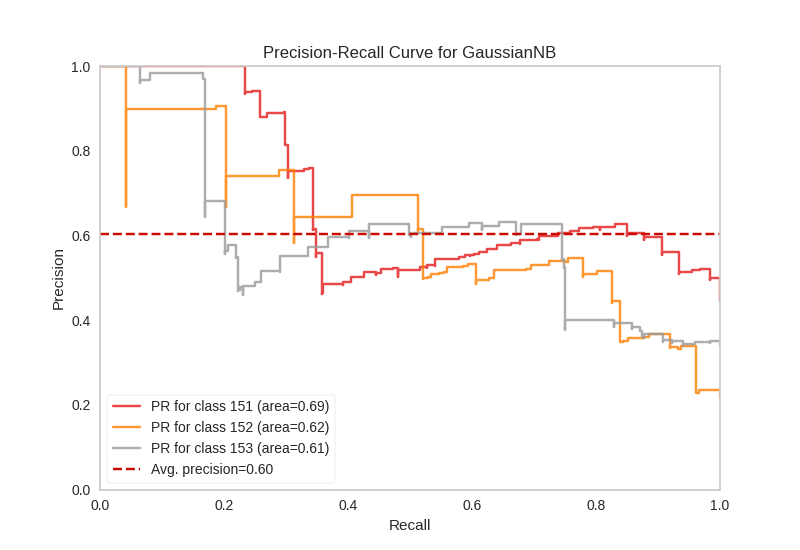 Precision-Recall Curve for GaussianNB
1.0
0.8
0.6
0.4
0.2
0.0
Precision
PR for class 151 (area=0.69)
PR for class 152 (area=0.62)
PR for class 153 (area=0.61)
Avg. precision=0.60
0.0 0.2 0.4 0.6 0.8 1.0
Recall